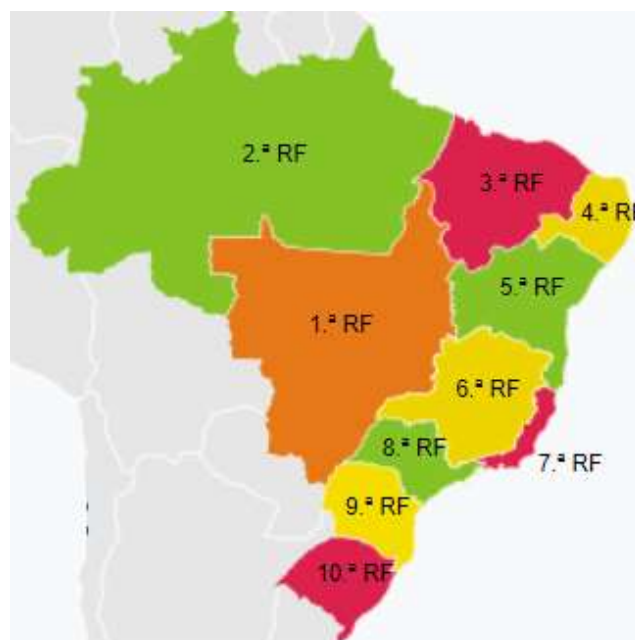 2.ª RF
3.ª RF
4.ª RF
5.ª RF
1.ª RF
6.ª RF
8.ª RF
7.ª RF
9.ª RF
10.ª RF